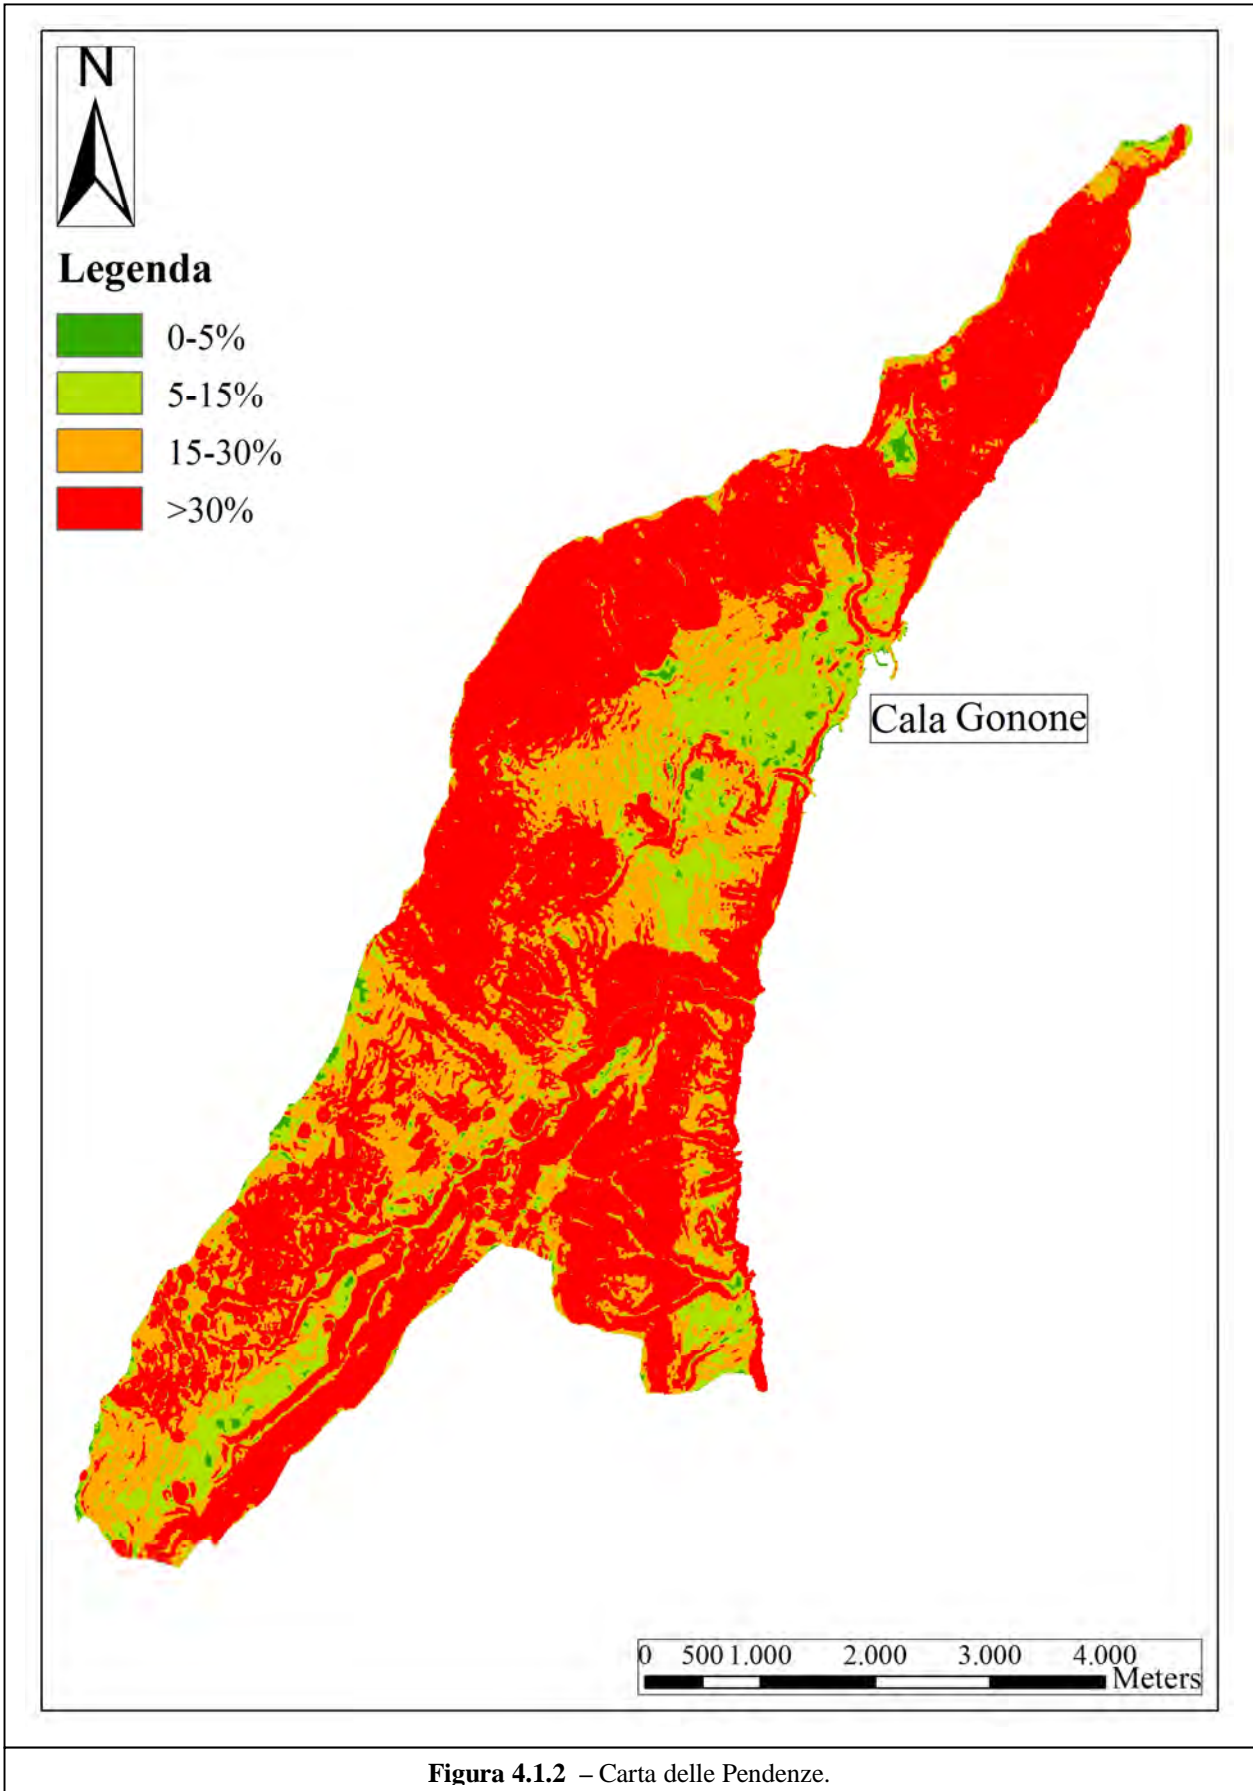 N
Legenda
0-5%
5-15%
15-30%
>30%
Cala Gonone
0 500 1.000 2.000 3.000 4.000
Meters
Figura 4.1.2 – Carta delle Pendenze.